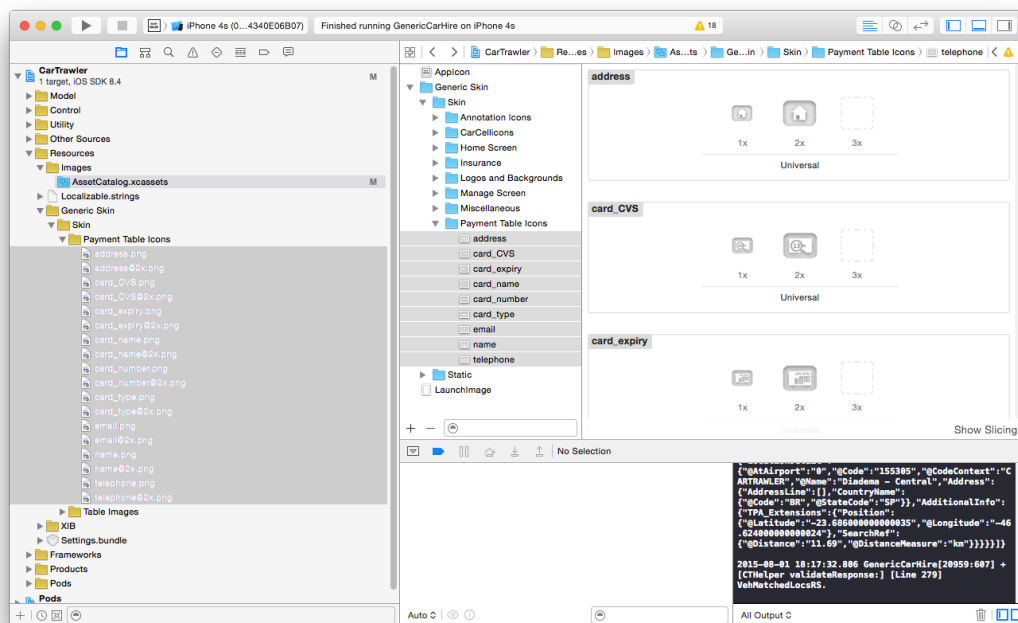 iPhone 4s (0...4340E06B07)
Finished running GenericCarHire on iPhone 4s
18
CarTrawler
1 target, iOS SDK 8.4
M
Model
Control
Utility
Other Sources
Resources
Images
AssetCatalog.xcassets
M
Localizable.strings
Generic Skin
Skin
Payment Table Icons
address.png
address@2x.png
card_CVS.png
card_CVS@2x.png
card_expiry.png
card_expiry@2x.png
card_name.png
card_name@2x.png
card_number.png
card_number@2x.png
card_type.png
card_type@2x.png
email.png
email@2x.png
name.png
name@2x.png
telephone.png
telephone@2x.png
Table Images
XIB
Settings.bundle
Frameworks
Products
Pods
Pods
CarTrawler
Re...es
Images
As...ts
Ge...in
Skin
Payment Table Icons
telephone
AppIcon
Generic Skin
Skin
Annotation Icons
CarCellicons
Home Screen
Insurance
Logos and Backgrounds
Manage Screen
Miscellaneous
Payment Table Icons
address
card_CVS
card_expiry
card_name
card_number
card_type
email
name
telephone
Static
LaunchImage
address
1x 2x 3x
Universal
card_CVS
1x 2x 3x
Universal
card_expiry
1x 2x 3x
Universal
Show Slicing
No Selection
{"@AtAirport":"0","@Code":"155305","@CodeContext":"C
ARTRAWLER","@Name":"Diadema – Central","Address":
{"AddressLine":[],"CountryName":
{"@Code":"BR","@StateCode":"SP"}},"AdditionalInfo":
{"TPA_Extensions":{"Position":
{"@Latitude":"-23.686000000000035","@Longitude":"-46
.624000000000024"},"SearchRef":
{"@Distance":"11.69","@DistanceMeasure":"km"}}}}]}
2015-08-01 18:17:32.806 GenericCarHire[20959:607] +
[CTHelper validateResponse:] [Line 279]
VehMatchedLocsRS.
Auto
All Output